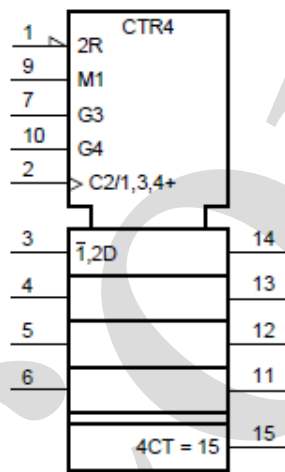 CTR4
1 2R
9 M1
7 G3
10 G4
2 C2/1,3,4+
3 1̅,2D 14
4 13
5 12
6 11
4CT = 15 15